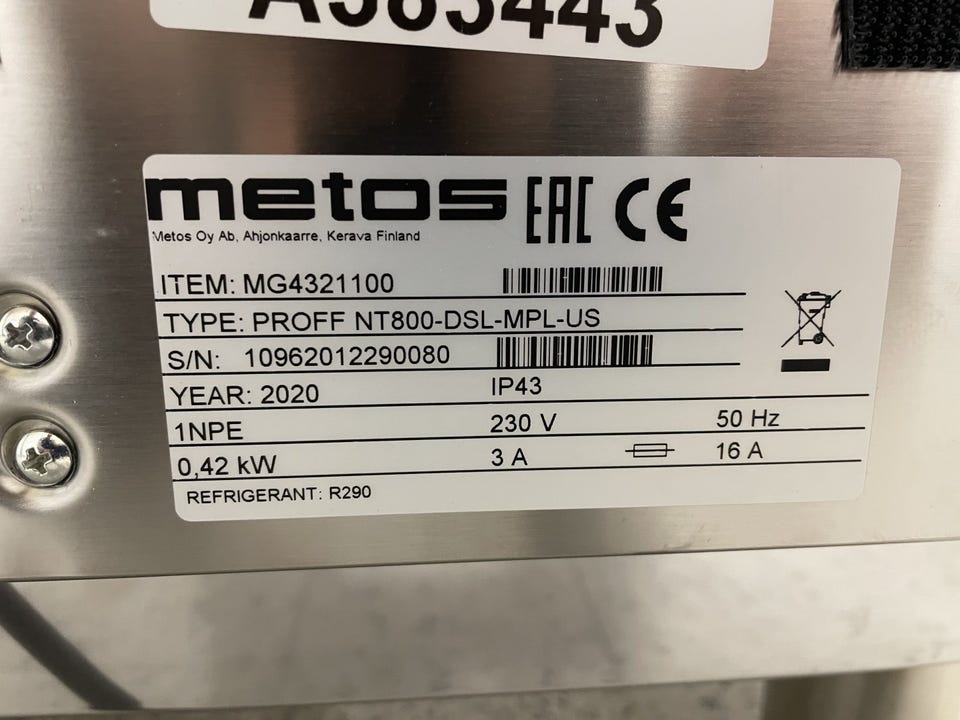 A585443
metos EAC CE
Metos Oy Ab, Ahjonkaarre, Kerava Finland
ITEM: MG4321100
TYPE: PROFF NT800-DSL-MPL-US
S/N: 10962012290080
YEAR: 2020 IP43
1NPE 230 V 50 Hz
0,42 kW 3 A 16 A
REFRIGERANT: R290